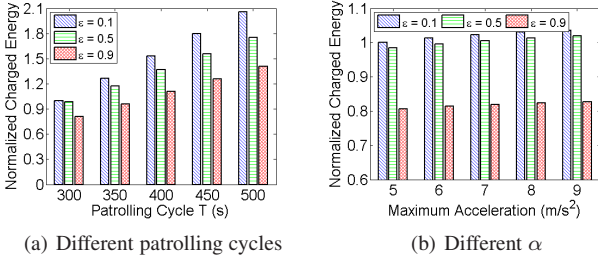 Normalized Charged Energy
2.1
1.8
1.5
1.2
0.9
0.6
0.3
0
ε = 0.1
ε = 0.5
ε = 0.9
300 350 400 450 500
Patrolling Cycle T (s)
(a) Different patrolling cycles
Normalized Charged Energy
1.1
1
0.9
0.8
0.7
0.6
ε = 0.1 ε = 0.5 ε = 0.9
5 6 7 8 9
Maximum Acceleration (m/s²)
(b) Different α